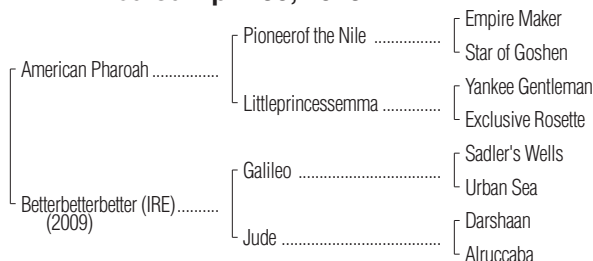 Empire Maker
Pioneerof the Nile ................
Star of Goshen
American Pharoah ................
Yankee Gentleman
Littleprincessemma ..............
Exclusive Rosette
Sadler's Wells
Galileo ..................................
Urban Sea
Betterbetterbetter (IRE)..........
(2009)
Darshaan
Jude ......................................
Alruccaba